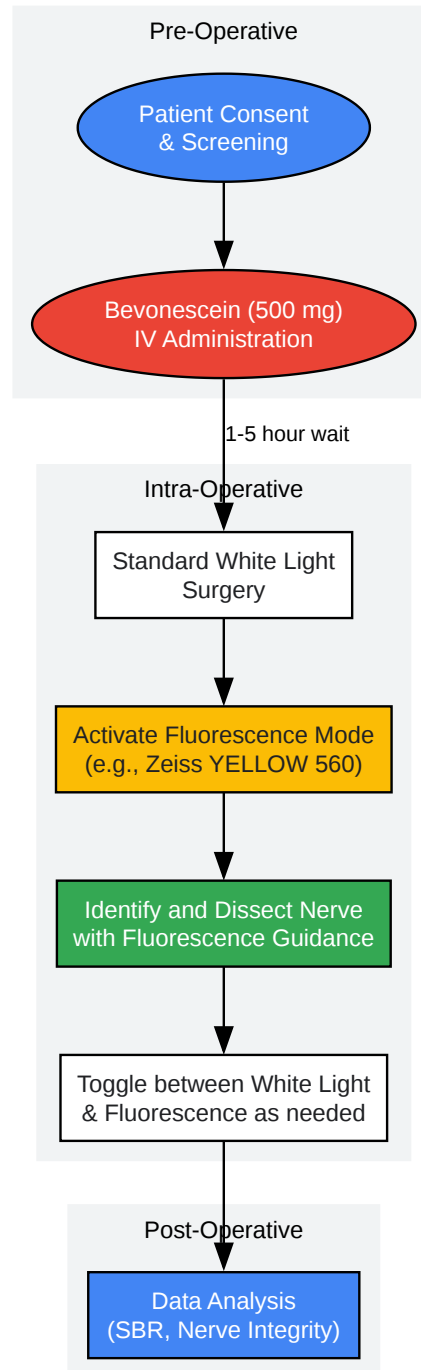 Pre-Operative
Patient Consent
& Screening
Bevonescein (500 mg)
IV Administration
1-5 hour wait
Intra-Operative
Standard White Light
Surgery
Activate Fluorescence Mode
(e.g., Zeiss YELLOW 560)
Identify and Dissect Nerve
with Fluorescence Guidance
Toggle between White Light
& Fluorescence as needed
Post-Operative
Data Analysis
(SBR, Nerve Integrity)